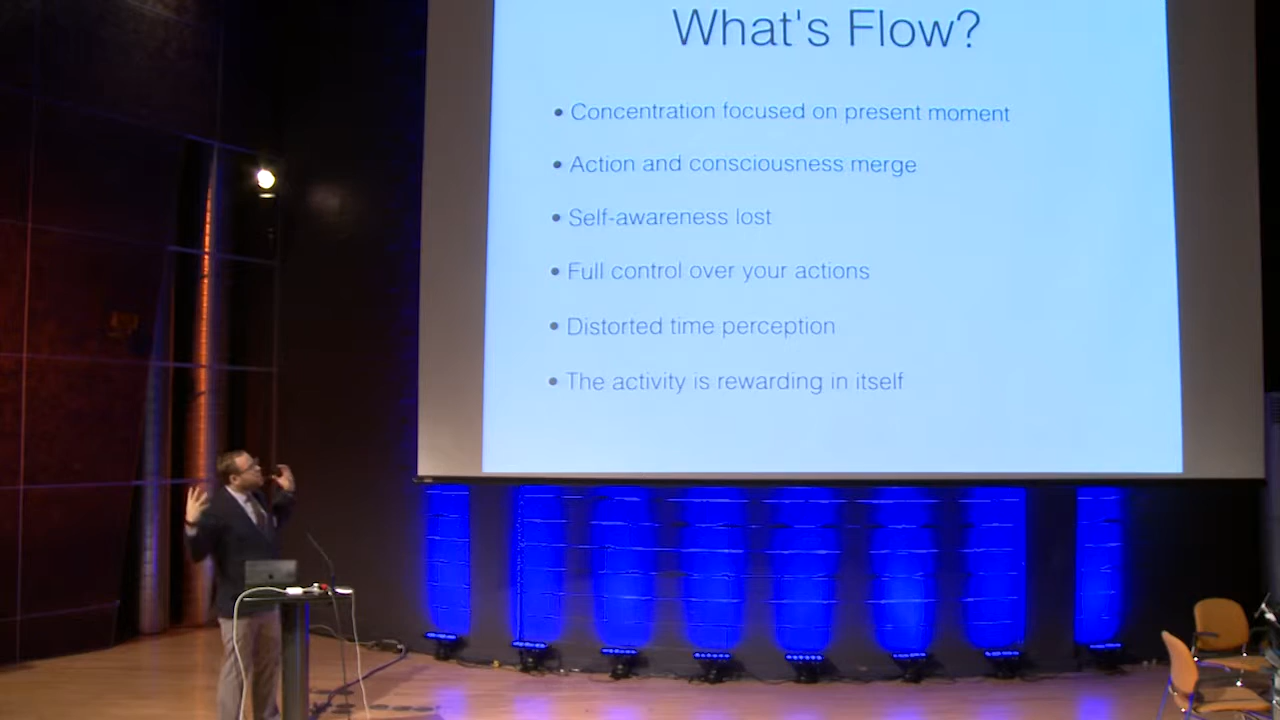 What's Flow?
• Concentration focused on present moment
• Action and consciousness merge
• Self-awareness lost
• Full control over your actions
• Distorted time perception
• The activity is rewarding in itself